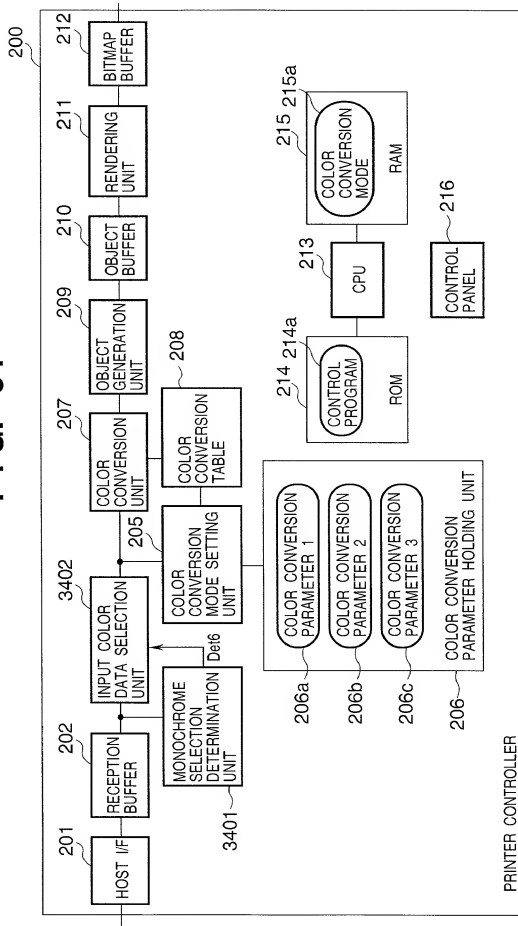 200
201
HOST I/F
202
RECEPTION
BUFFER
3402
INPUT COLOR
DATA SELECTION
UNIT
207
COLOR
CONVERSION
UNIT
209
OBJECT
GENERATION
UNIT
210
OBJECT
BUFFER
211
RENDERING
UNIT
212
BITMAP
BUFFER
MONOCHROME
SELECTION
DETERMINATION
UNIT
3401
Det6
205
COLOR
CONVERSION
MODE SETTING
UNIT
208
COLOR
CONVERSION
TABLE
206a
COLOR CONVERSION
PARAMETER 1
206b
COLOR CONVERSION
PARAMETER 2
206c
COLOR CONVERSION
PARAMETER 3
206
COLOR CONVERSION
PARAMETER HOLDING UNIT
214
214a
CONTROL
PROGRAM
ROM
213
CPU
215
215a
COLOR
CONVERSION
MODE
RAM
216
CONTROL
PANEL
PRINTER CONTROLLER